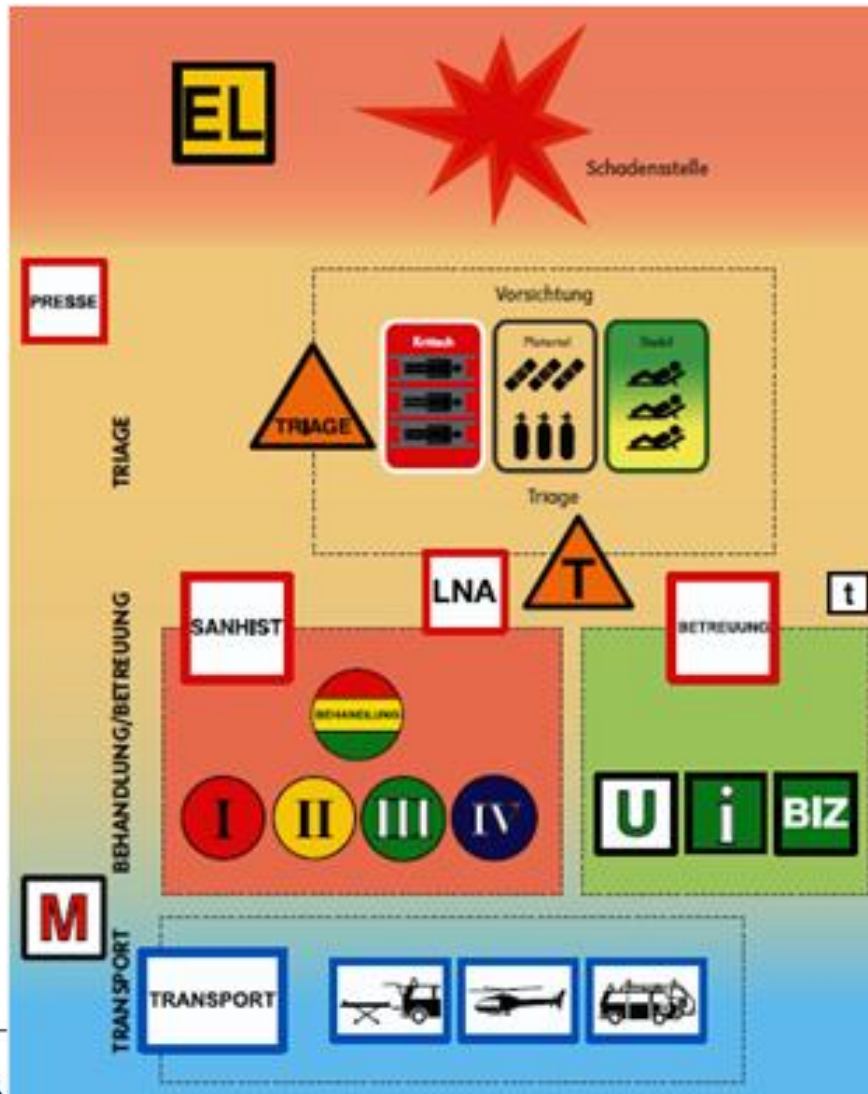 EL
Schadensstelle
PRESSE
Vorsichtung
Kritisch
Material
Stabil
TRIAGE
TRIAGE
Triage
T
LNA
SANHIST
BETREUUNG
t
BEHANDLUNG/BETREUUNG
BEHANDLUNG
I
II
III
IV
U
i
BIZ
M
TRANSPORT
TRANSPORT